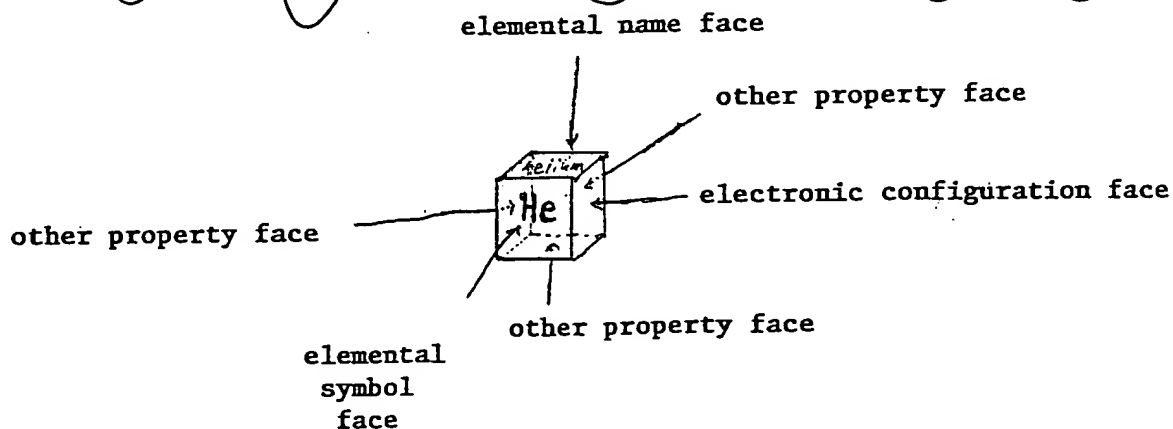 elemental name face
other property face
helium
He
electronic configuration face
other property face
other property face
elemental
symbol
face